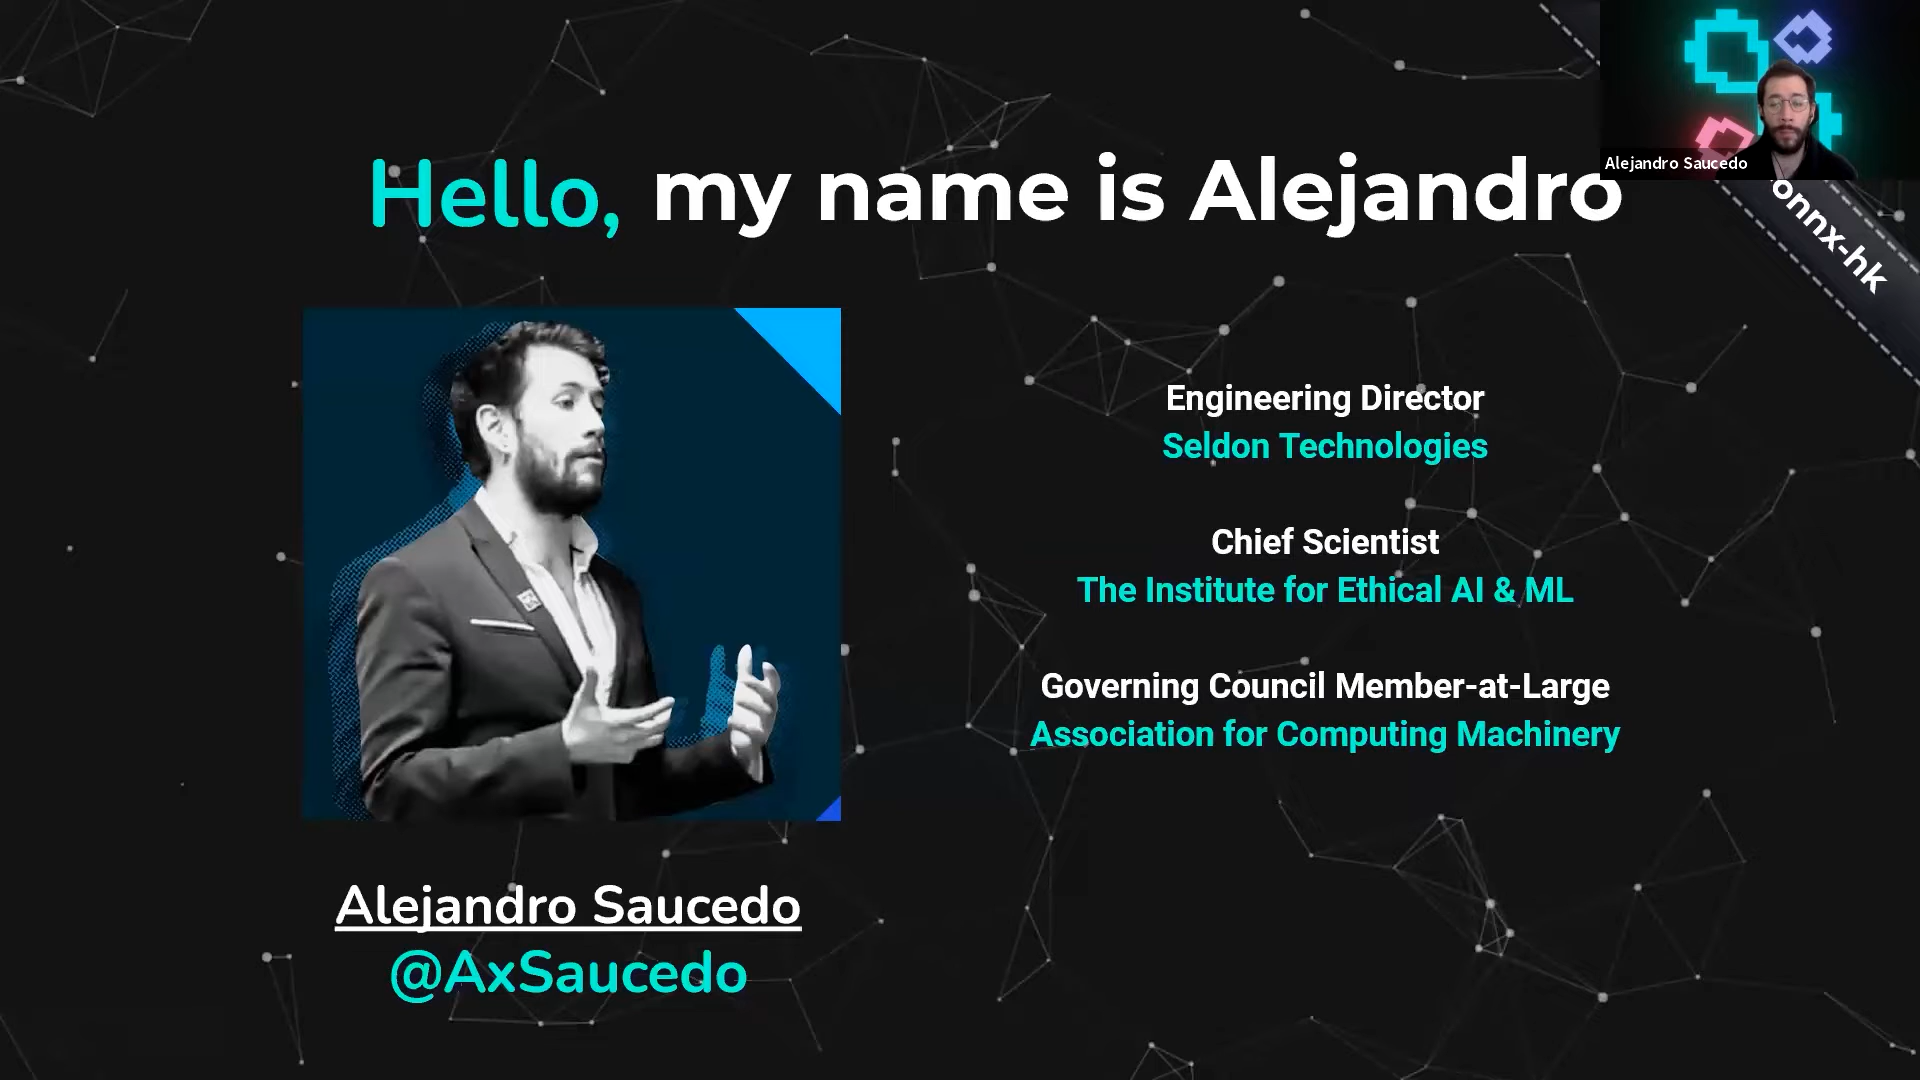 Hello, my name is Alejandro
Alejandro Saucedo
onnx-hk
Engineering Director
Seldon Technologies
Chief Scientist
The Institute for Ethical AI & ML
Governing Council Member-at-Large
Association for Computing Machinery
Alejandro Saucedo
@AxSaucedo